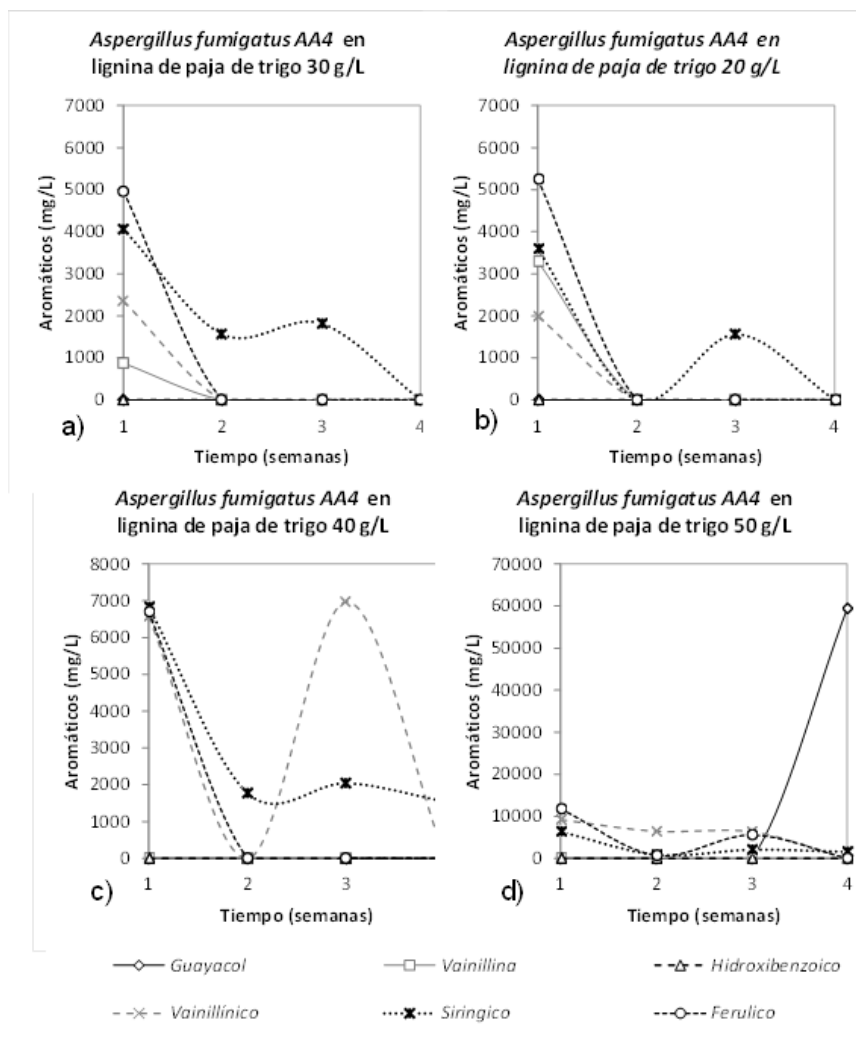 Aspergillus fumigatus AA4 en
lignina de paja de trigo 30 g/L
Aromáticos (mg/L)
7000
6000
5000
4000
3000
2000
1000
0
1
2
3
4
a)
Tiempo (semanas)
Aspergillus fumigatus AA4 en
lignina de paja de trigo 20 g/L
Aromáticos (mg/L)
7000
6000
5000
4000
3000
2000
1000
0
1
2
3
4
b)
Tiempo (semanas)
Aspergillus fumigatus AA4 en
lignina de paja de trigo 40 g/L
Aromáticos (mg/L)
8000
7000
6000
5000
4000
3000
2000
1000
0
1
2
3
c)
Tiempo (semanas)
Aspergillus fumigatus AA4 en
lignina de paja de trigo 50 g/L
Aromáticos (mg/L)
70000
60000
50000
40000
30000
20000
10000
0
1
2
3
4
d)
Tiempo (semanas)
Guayacol
Vainillina
Hidroxibenzoico
Vainillínico
Siringico
Ferulico